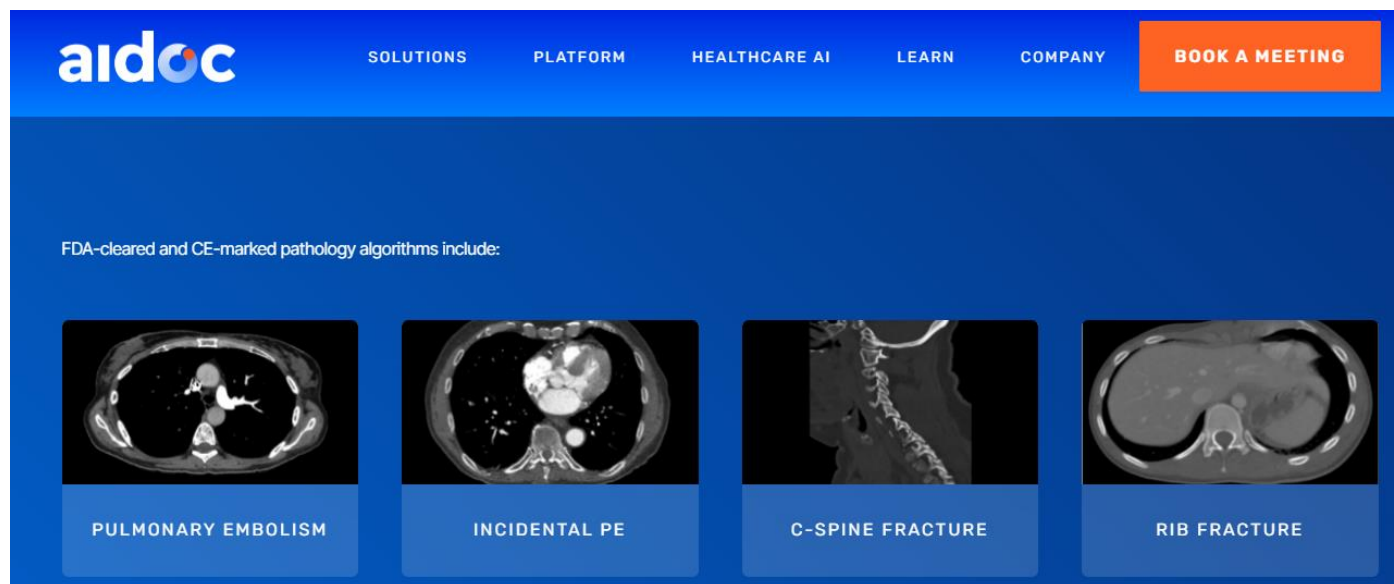 aıdoc
SOLUTIONS PLATFORM HEALTHCARE AI LEARN COMPANY BOOK A MEETING
FDA-cleared and CE-marked pathology algorithms include:
PULMONARY EMBOLISM INCIDENTAL PE C-SPINE FRACTURE RIB FRACTURE